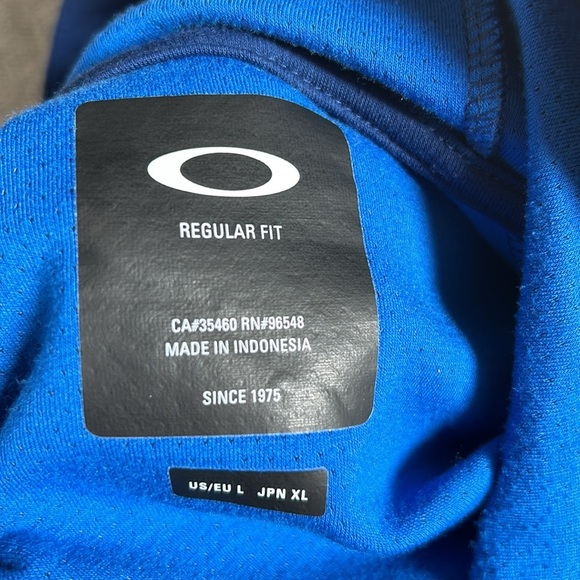 REGULAR FIT
CA#35460 RN#96548
MADE IN INDONESIA
SINCE 1975
US/EU L JPN XL